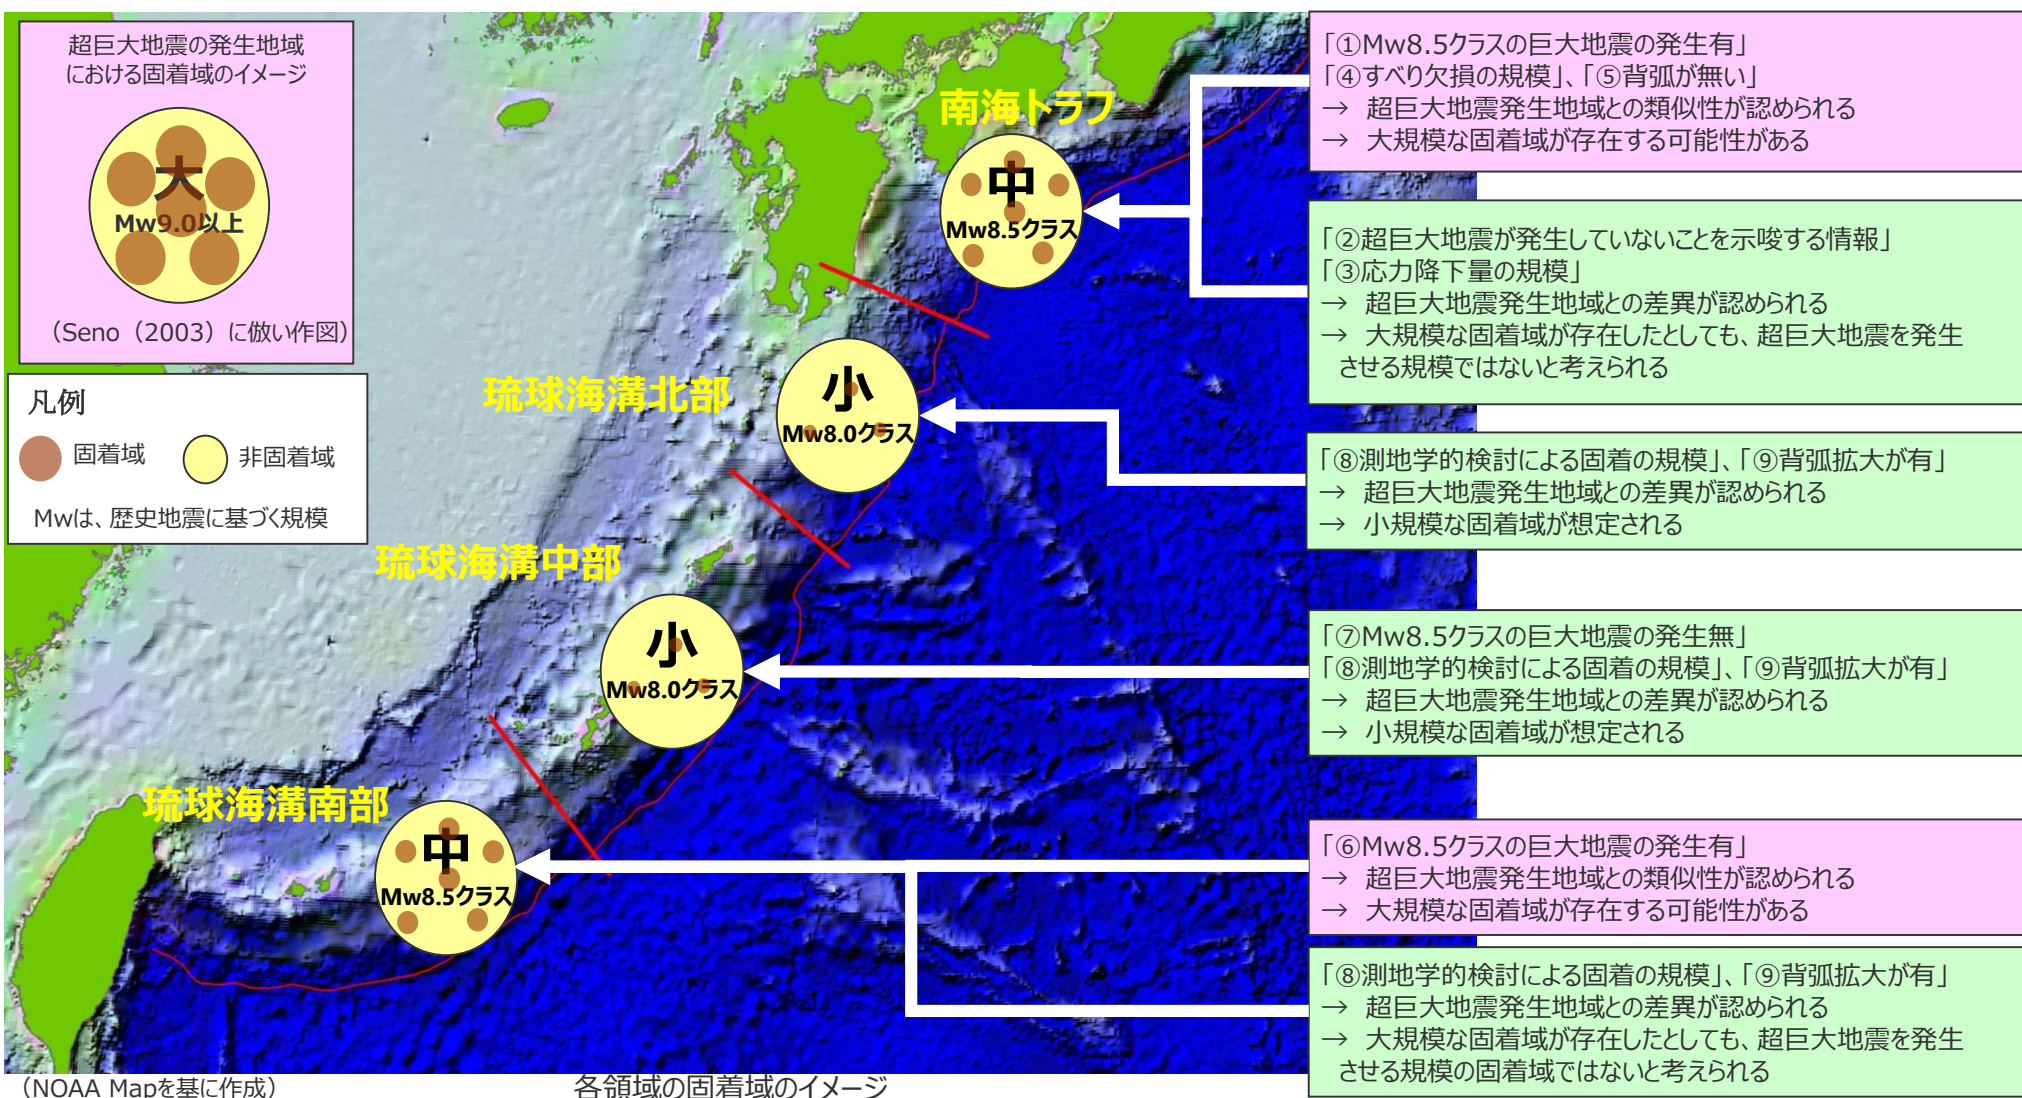 超巨大地震の発生地域
における固着域のイメージ
大
Mw9.0以上
（Seno（2003）に倣い作図）
凡例
固着域
非固着域
Mwは、歴史地震に基づく規模
南海トラフ
中
Mw8.5クラス
琉球海溝北部
小
Mw8.0クラス
琉球海溝中部
小
Mw8.0クラス
琉球海溝南部
中
Mw8.5クラス
「①Mw8.5クラスの巨大地震の発生有」
「④すべり欠損の規模」、「⑤背弧が無い」
→ 超巨大地震発生地域との類似性が認められる
→ 大規模な固着域が存在する可能性がある
「②超巨大地震が発生していないことを示唆する情報」
「③応力降下量の規模」
→ 超巨大地震発生地域との差異が認められる
→ 大規模な固着域が存在したとしても、超巨大地震を発生
させる規模ではないと考えられる
「⑧測地学的検討による固着の規模」、「⑨背弧拡大が有」
→ 超巨大地震発生地域との差異が認められる
→ 小規模な固着域が想定される
「⑦Mw8.5クラスの巨大地震の発生無」
「⑧測地学的検討による固着の規模」、「⑨背弧拡大が有」
→ 超巨大地震発生地域との差異が認められる
→ 小規模な固着域が想定される
「⑥Mw8.5クラスの巨大地震の発生有」
→ 超巨大地震発生地域との類似性が認められる
→ 大規模な固着域が存在する可能性がある
「⑧測地学的検討による固着の規模」、「⑨背弧拡大が有」
→ 超巨大地震発生地域との差異が認められる
→ 大規模な固着域が存在したとしても、超巨大地震を発生
させる規模の固着域ではないと考えられる
（NOAA Mapを基に作成）
各領域の固着域のイメージ